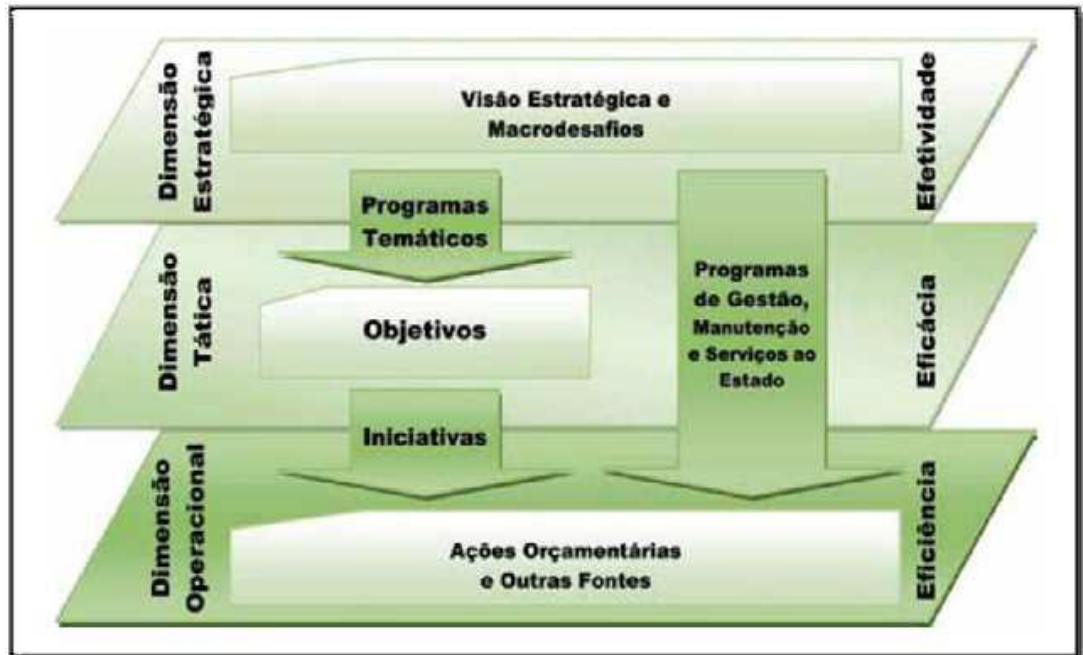 Dimensão
Estratégica
Visão Estratégica e
Macrodesafios
Efetividade
Programas
Temáticos
Dimensão
Tática
Objetivos
Programas
de Gestão,
Manutenção
e Serviços ao
Estado
Eficácia
Iniciativas
Dimensão
Operacional
Ações Orçamentárias
e Outras Fontes
Eficiência